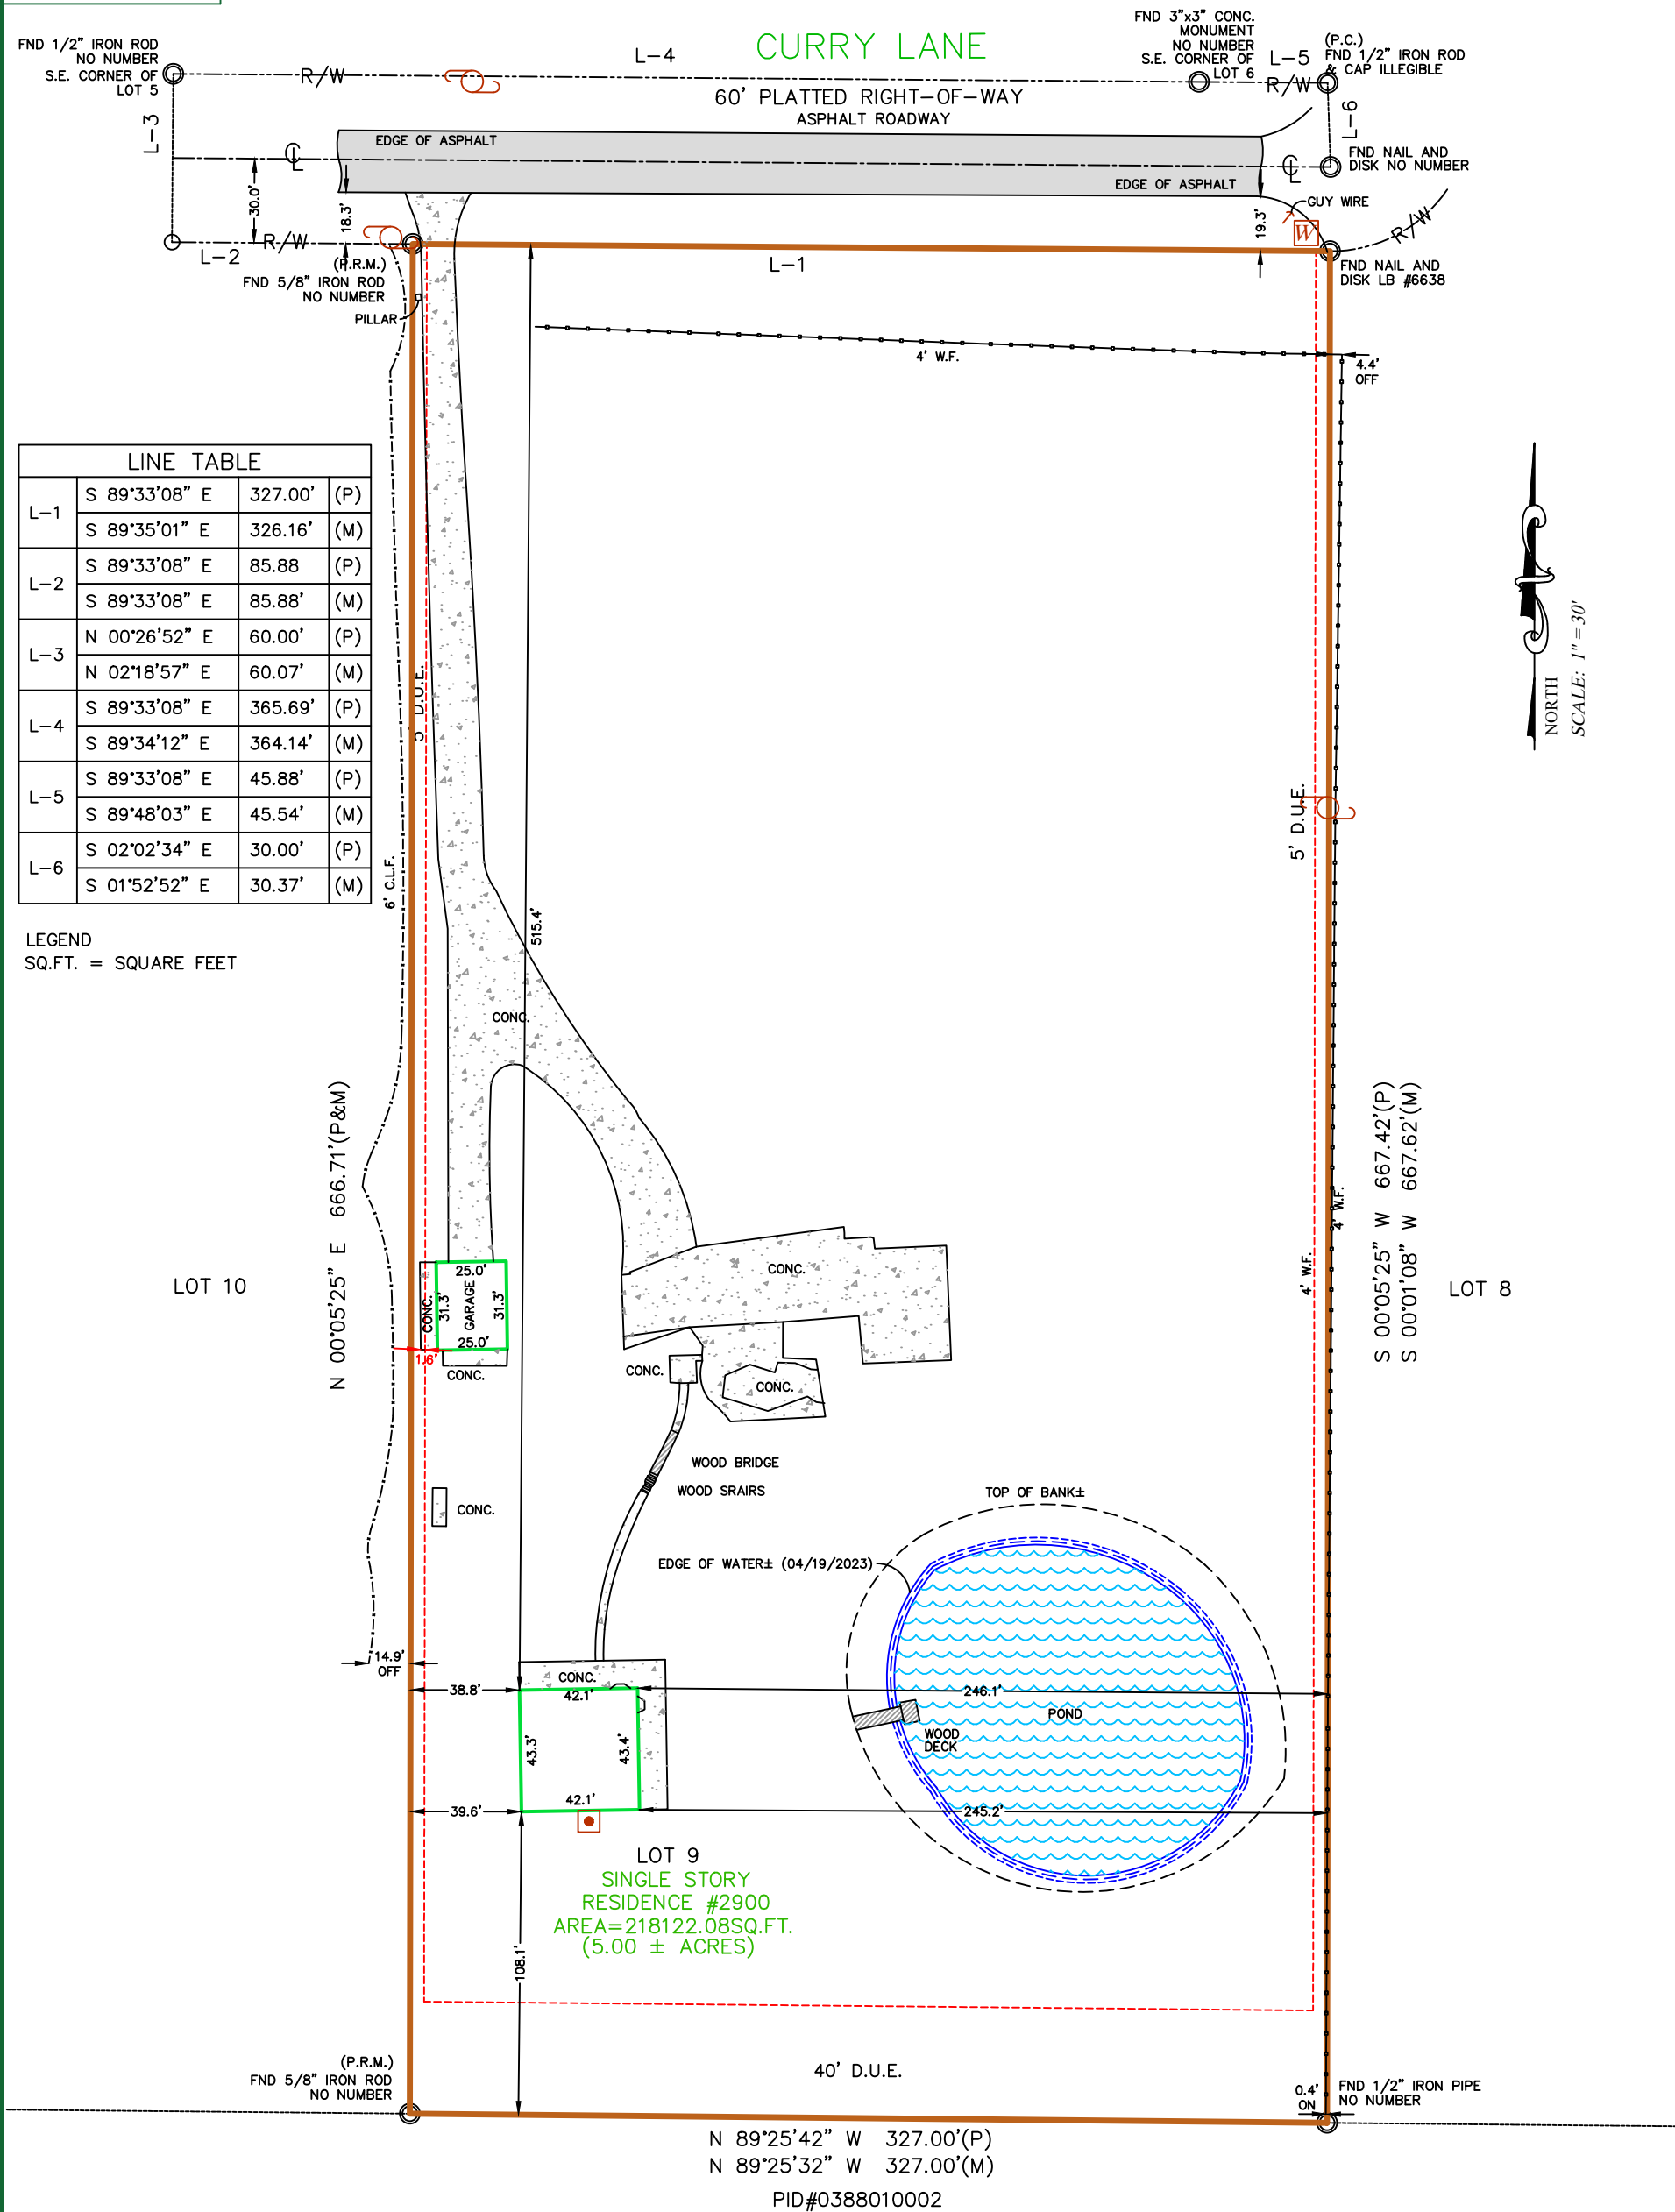 CURRY LANE
L-4
FND 1/2" IRON ROD
NO NUMBER
S.E. CORNER OF
LOT 5
FND 3"x3" CONC.
MONUMENT
NO NUMBER
S.E. CORNER OF
LOT 6
L-5
(P.C.)
FND 1/2" IRON ROD
& CAP ILLEGIBLE
R/W
R/W
60' PLATTED RIGHT-OF-WAY
ASPHALT ROADWAY
L-3
L-6
EDGE OF ASPHALT
EDGE OF ASPHALT
FND NAIL AND
DISK NO NUMBER
30.0'
18.3'
19.3'
GUY WIRE
W
R/W
R/W
L-2
L-1
(P.R.M.)
FND 5/8" IRON ROD
NO NUMBER
PILLAR
FND NAIL AND
DISK LB #6638
4' W.F.
4.4'
OFF
LINE TABLE
L-1 S 89°33'08" E 327.00' (P)
S 89°35'01" E 326.16' (M)
L-2 S 89°33'08" E 85.88 (P)
S 89°33'08" E 85.88' (M)
L-3 N 00°26'52" E 60.00' (P)
N 02°18'57" E 60.07' (M)
L-4 S 89°33'08" E 365.69' (P)
S 89°34'12" E 364.14' (M)
L-5 S 89°33'08" E 45.88' (P)
S 89°48'03" E 45.54' (M)
L-6 S 02°02'34" E 30.00' (P)
S 01°52'52" E 30.37' (M)
LEGEND
SQ.FT. = SQUARE FEET
NORTH
SCALE: 1" = 30'
5' D.U.E.
5' D.U.E.
6' C.L.F.
515.4'
CONC.
N 00°05'25" E 666.71'(P&M)
S 00°05'25" W 667.42'(P)
S 00°01'08" W 667.62'(M)
4' W.F.
4' W.F.
LOT 10
LOT 8
25.0'
CONC.
31.3'
GARAGE
31.3'
25.0'
1.6'
CONC.
CONC.
CONC.
CONC.
WOOD BRIDGE
WOOD SRAIRS
CONC.
TOP OF BANK±
EDGE OF WATER± (04/19/2023)
14.9'
OFF
CONC.
38.8'
42.1'
246.1'
POND
WOOD
DECK
43.3'
43.4'
42.1'
39.6'
245.2'
LOT 9
SINGLE STORY
RESIDENCE #2900
AREA=218122.08SQ.FT.
(5.00 ± ACRES)
108.1'
(P.R.M.)
FND 5/8" IRON ROD
NO NUMBER
40' D.U.E.
0.4'
ON
FND 1/2" IRON PIPE
NO NUMBER
N 89°25'42" W 327.00'(P)
N 89°25'32" W 327.00'(M)
PID#0388010002